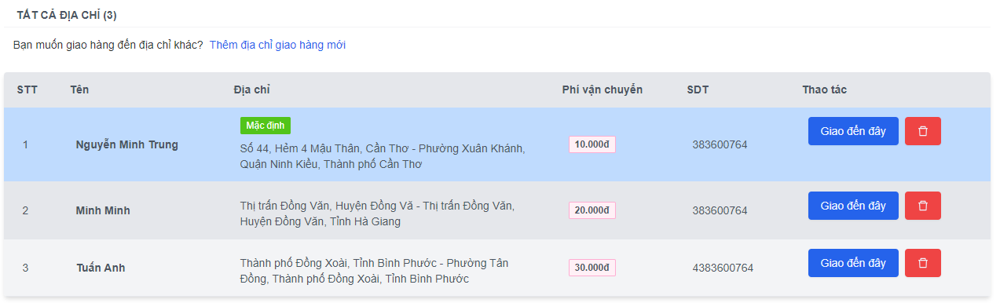 TẤT CẢ ĐỊA CHỈ (3)
Bạn muốn giao hàng đến địa chỉ khác? Thêm địa chỉ giao hàng mới
STT Tên Địa chỉ Phí vận chuyển SDT Thao tác
Mặc định
1 Nguyễn Minh Trung Số 44, Hẻm 4 Mậu Thân, Cần Thơ - Phường Xuân Khánh, 10.000đ 383600764 Giao đến đây
Quận Ninh Kiều, Thành phố Cần Thơ
2 Minh Minh Thị trấn Đồng Văn, Huyện Đồng Vă - Thị trấn Đồng Văn, 20.000đ 383600764 Giao đến đây
Huyện Đồng Văn, Tỉnh Hà Giang
3 Tuấn Anh Thành phố Đồng Xoài, Tỉnh Bình Phước - Phường Tân 30.000đ 4383600764 Giao đến đây
Đồng, Thành phố Đồng Xoài, Tỉnh Bình Phước